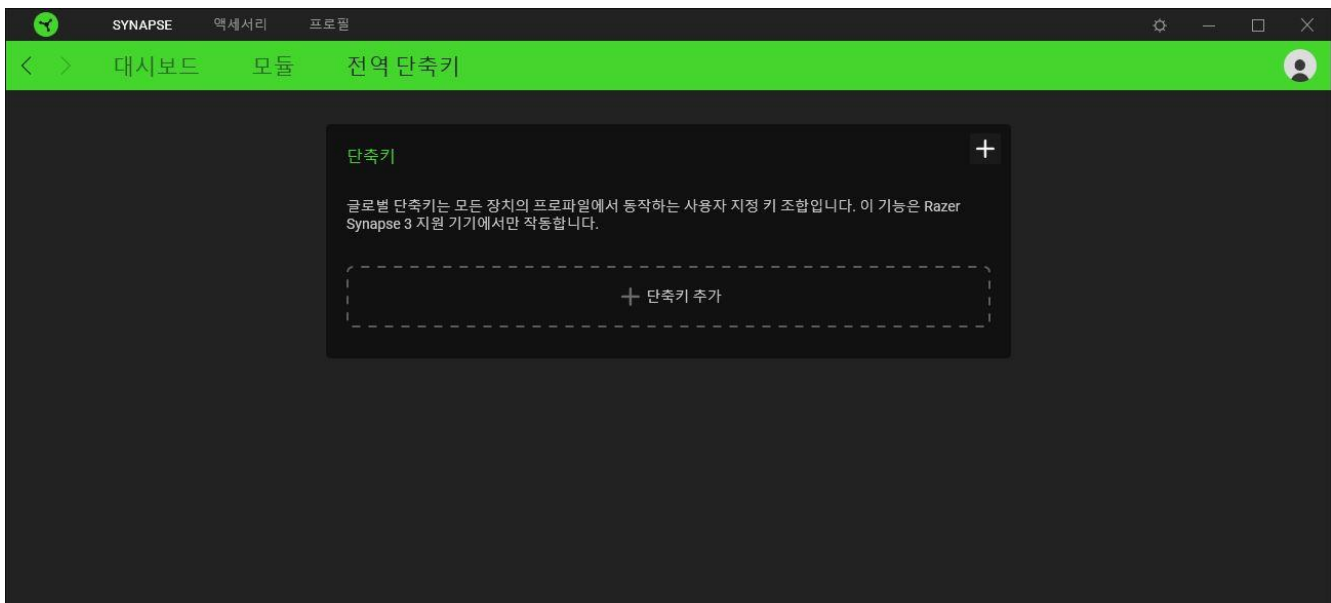 SYNAPSE 액세서리 프로필
대시보드 모듈 전역 단축키
단축키
글로벌 단축키는 모든 장치의 프로파일에서 동작하는 사용자 지정 키 조합입니다. 이 기능은 Razer
Synapse 3 지원 기기에서만 작동합니다.
단축키 추가